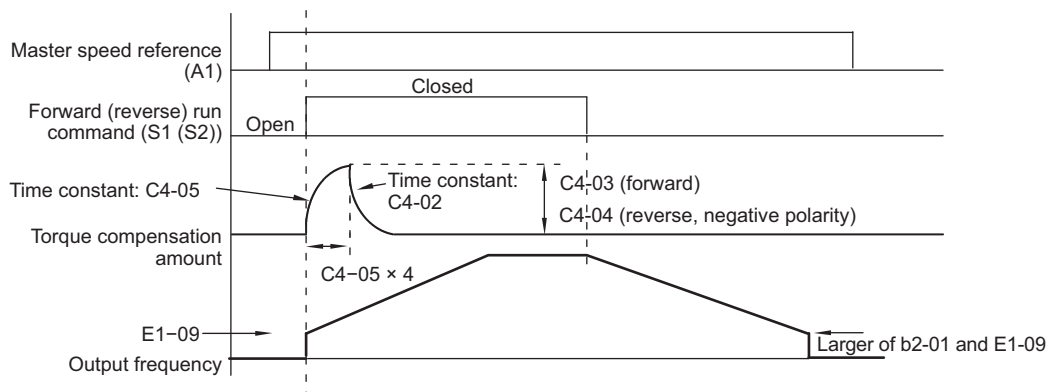 Master speed reference
(A1)
Closed
Forward (reverse) run
command (S1 (S2))
Open
Time constant: C4-05
Time constant:
C4-02
C4-03 (forward)
C4-04 (reverse, negative polarity)
Torque compensation
amount
C4−05 × 4
E1−09
Larger of b2-01 and E1-09
Output frequency